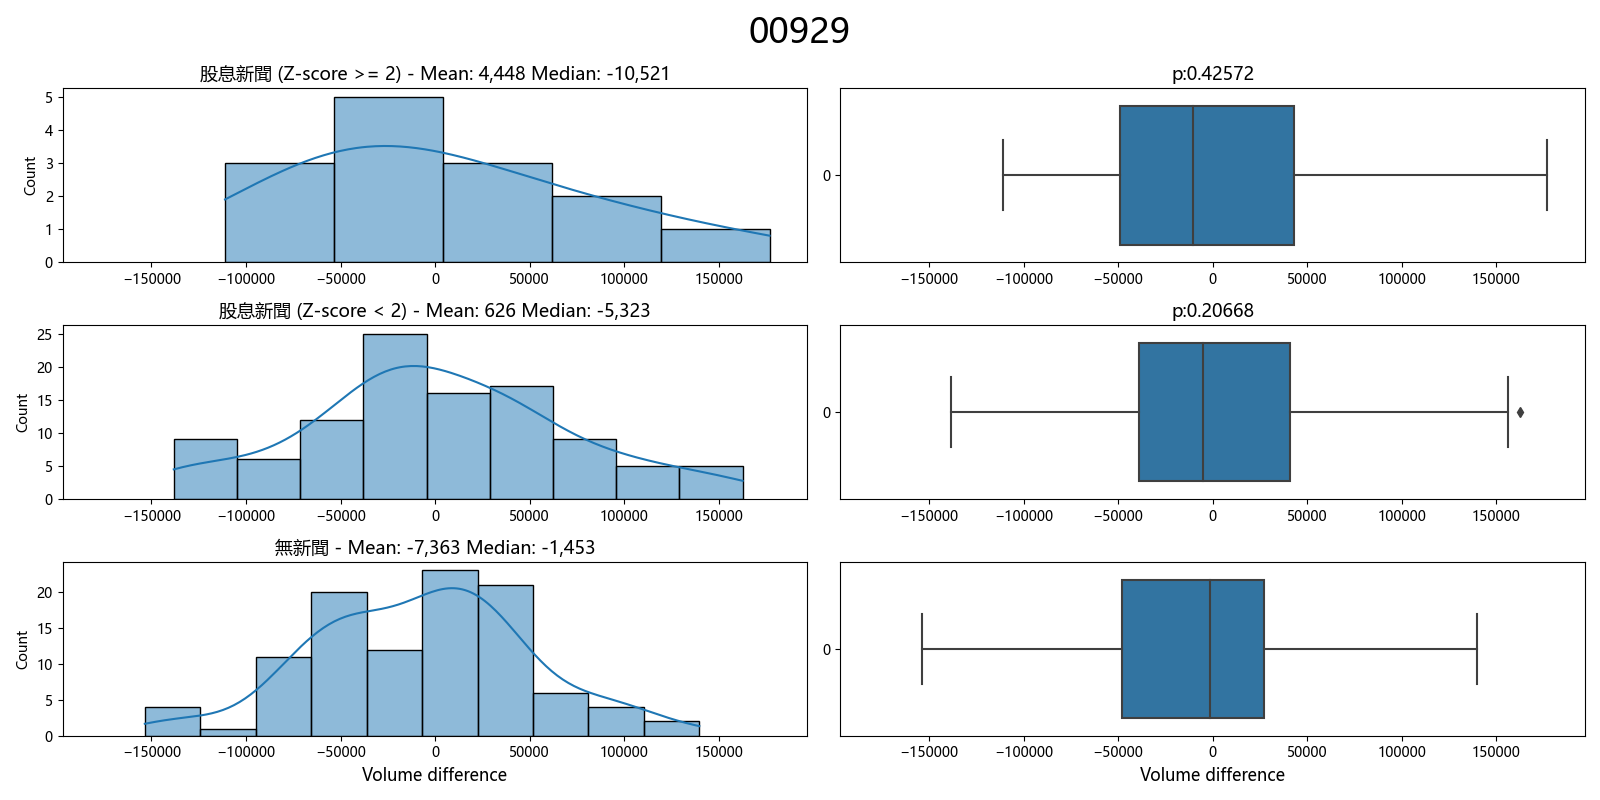 00929
股息新聞 (Z-score >= 2) - Mean: 4,448 Median: -10,521
p:0.42572
Count
5
4
3
2
1
0
−150000 −100000 −50000 0 50000 100000 150000
0
−150000 −100000 −50000 0 50000 100000 150000
股息新聞 (Z-score < 2) - Mean: 626 Median: -5,323
p:0.20668
Count
25
20
15
10
5
0
−150000 −100000 −50000 0 50000 100000 150000
0
−150000 −100000 −50000 0 50000 100000 150000
無新聞 - Mean: -7,363 Median: -1,453
Count
20
15
10
5
0
−150000 −100000 −50000 0 50000 100000 150000
Volume difference
0
−150000 −100000 −50000 0 50000 100000 150000
Volume difference